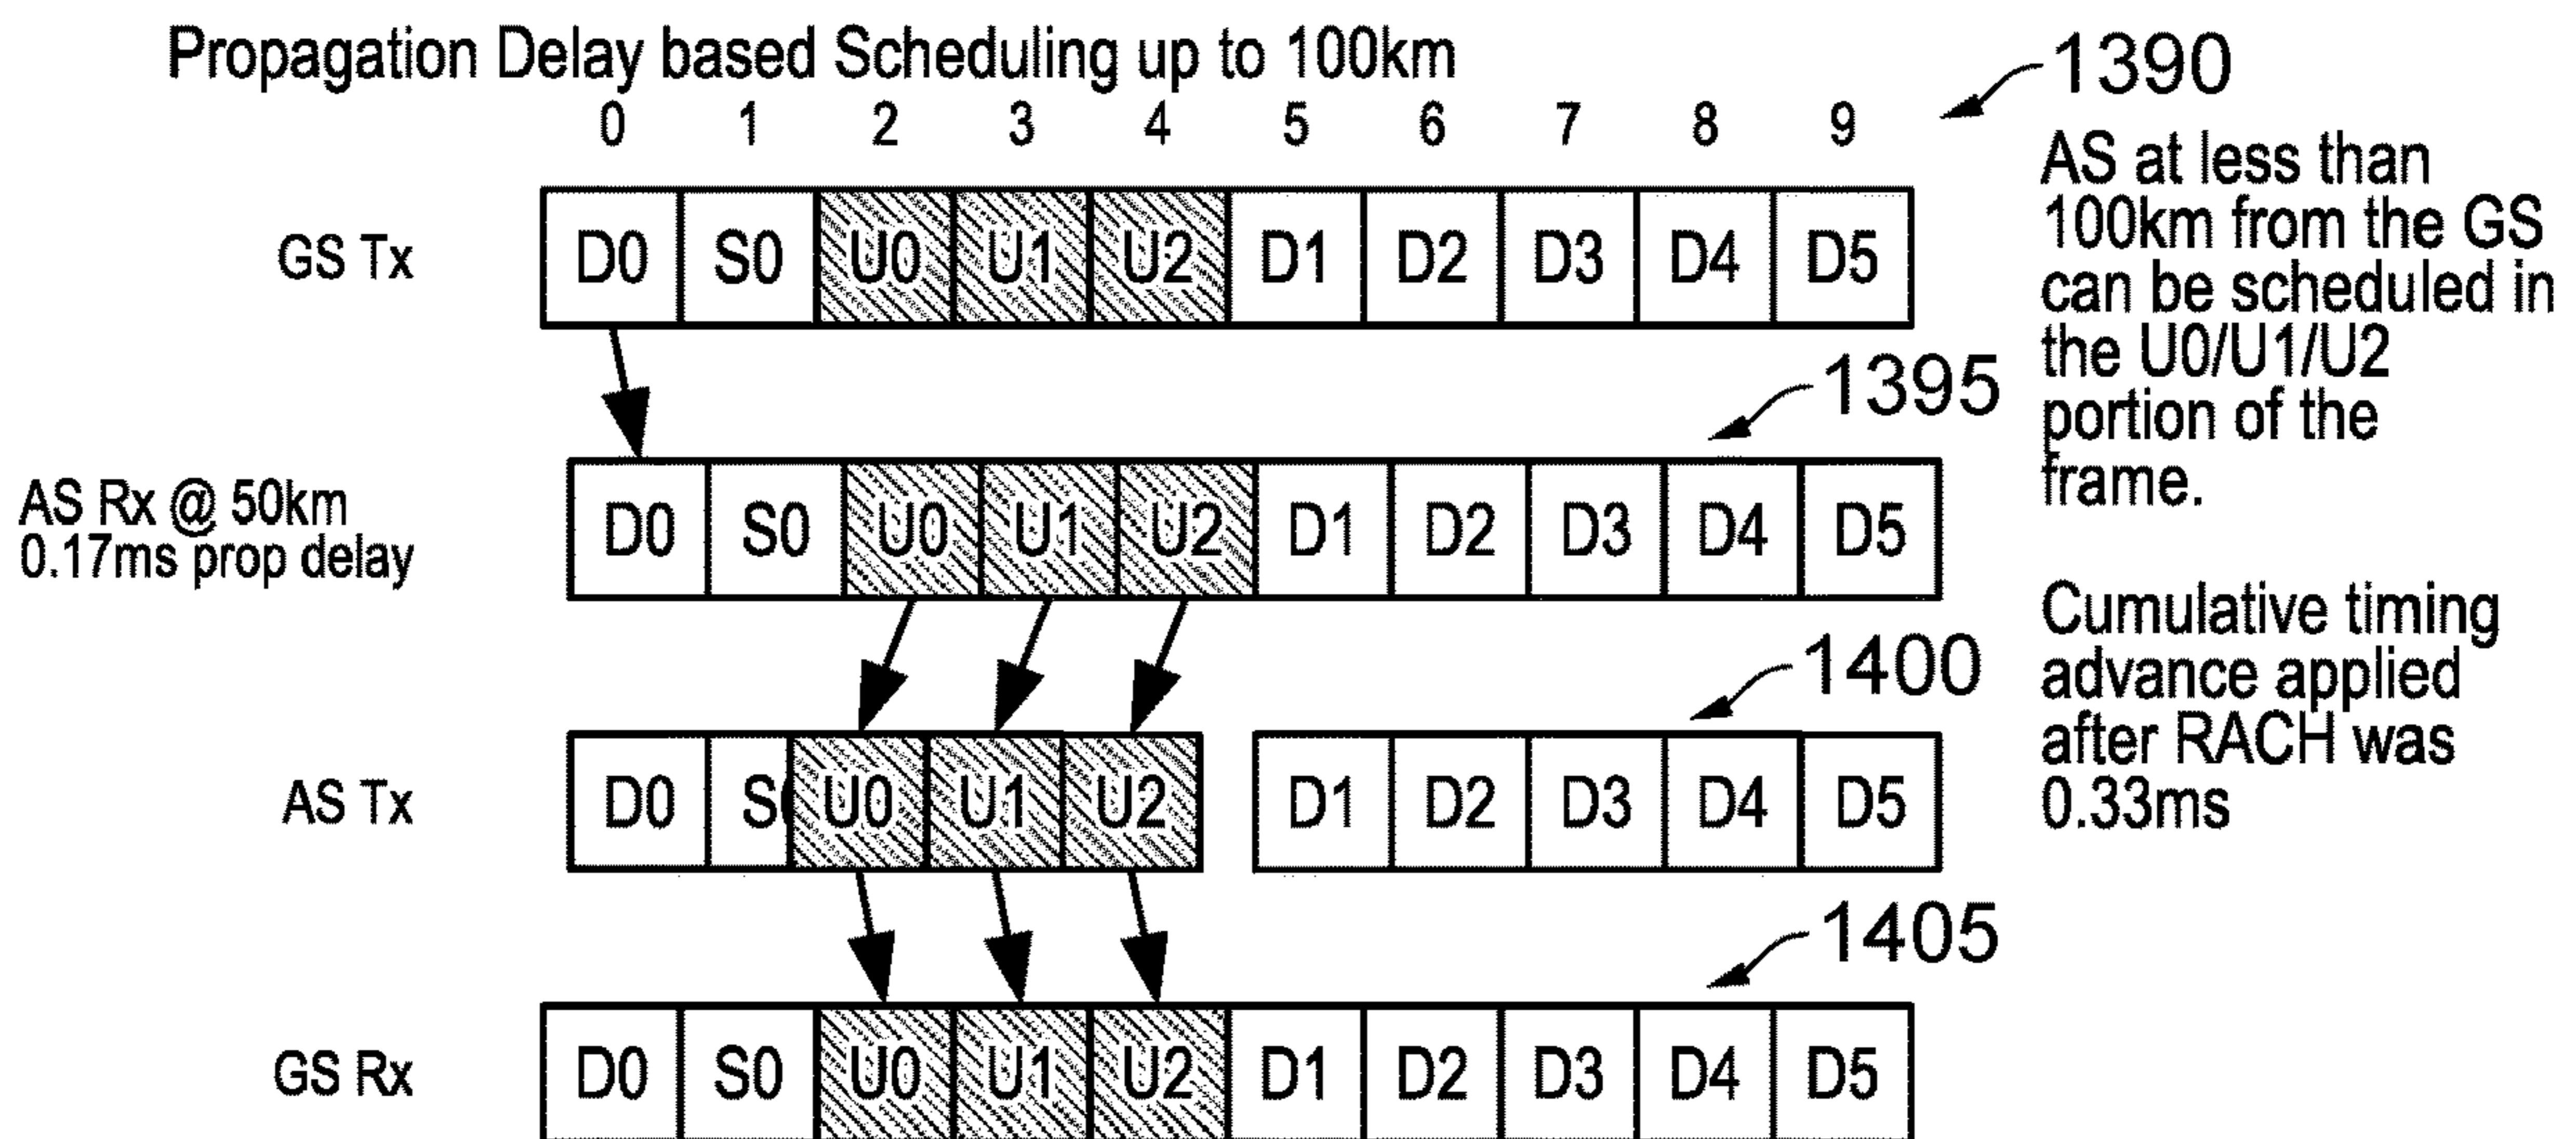 Propagation Delay based Scheduling up to 100km
1390
0 1 2 3 4 5 6 7 8 9
GS Tx
D0 S0 U0 U1 U2 D1 D2 D3 D4 D5
AS at less than
100km from the GS
can be scheduled in
the U0/U1/U2
portion of the
frame.
1395
AS Rx @ 50km
0.17ms prop delay
D0 S0 U0 U1 U2 D1 D2 D3 D4 D5
Cumulative timing
advance applied
after RACH was
0.33ms
1400
AS Tx
D0 S0 U0 U1 U2 D1 D2 D3 D4 D5
1405
GS Rx
D0 S0 U0 U1 U2 D1 D2 D3 D4 D5